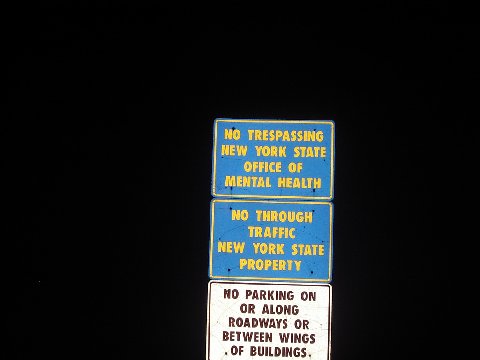 NO TRESPASSING
NEW YORK STATE
OFFICE OF
MENTAL HEALTH
NO THROUGH
TRAFFIC
NEW YORK STATE
PROPERTY
NO PARKING ON
OR ALONG
ROADWAYS OR
BETWEEN WINGS
OF BUILDINGS.